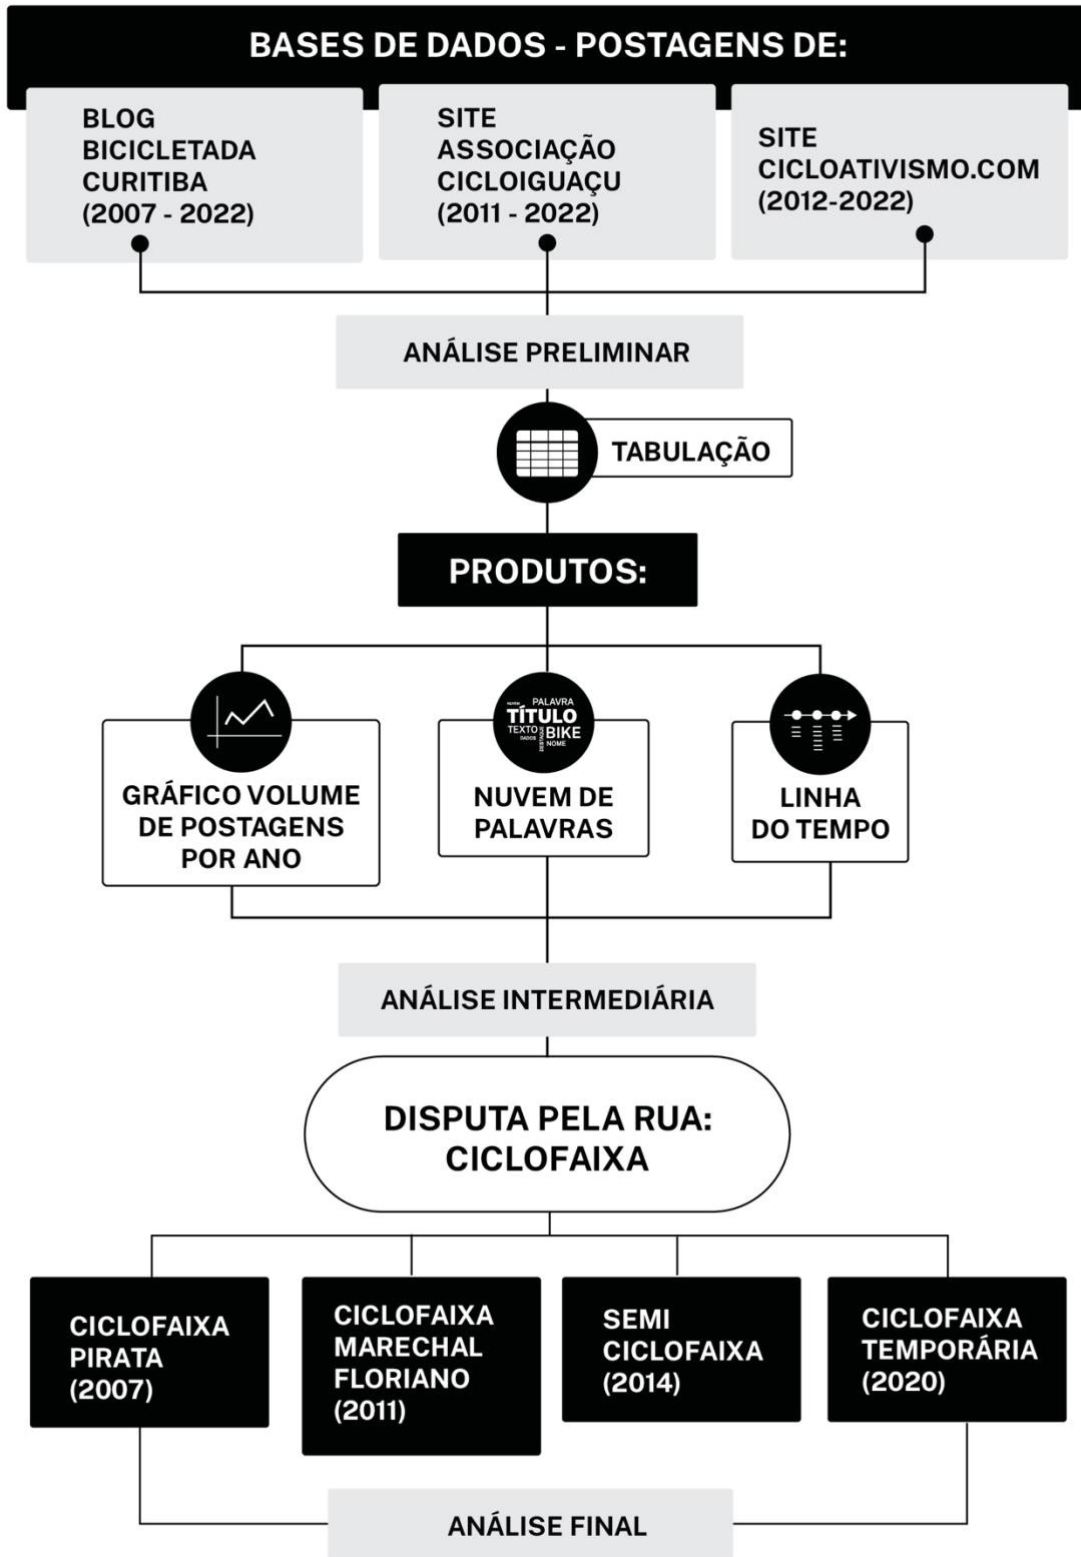 BASES DE DADOS - POSTAGENS DE:
BLOG
BICICLETADA
CURITIBA
(2007 - 2022)
SITE
ASSOCIAÇÃO
CICLOIGUAÇU
(2011 - 2022)
SITE
CICLOATIVISMO.COM
(2012-2022)
ANÁLISE PRELIMINAR
TABULAÇÃO
PRODUTOS:
GRÁFICO VOLUME
DE POSTAGENS
POR ANO
PALAVRA
TÍTULO
TEXTO
BIKE
DADOS
DESTAQUE
NOME
NUVEM DE
PALAVRAS
LINHA
DO TEMPO
ANÁLISE INTERMEDIÁRIA
DISPUTA PELA RUA:
CICLOFAIXA
CICLOFAIXA
PIRATA
(2007)
CICLOFAIXA
MARECHAL
FLORIANO
(2011)
SEMI
CICLOFAIXA
(2014)
CICLOFAIXA
TEMPORÁRIA
(2020)
ANÁLISE FINAL